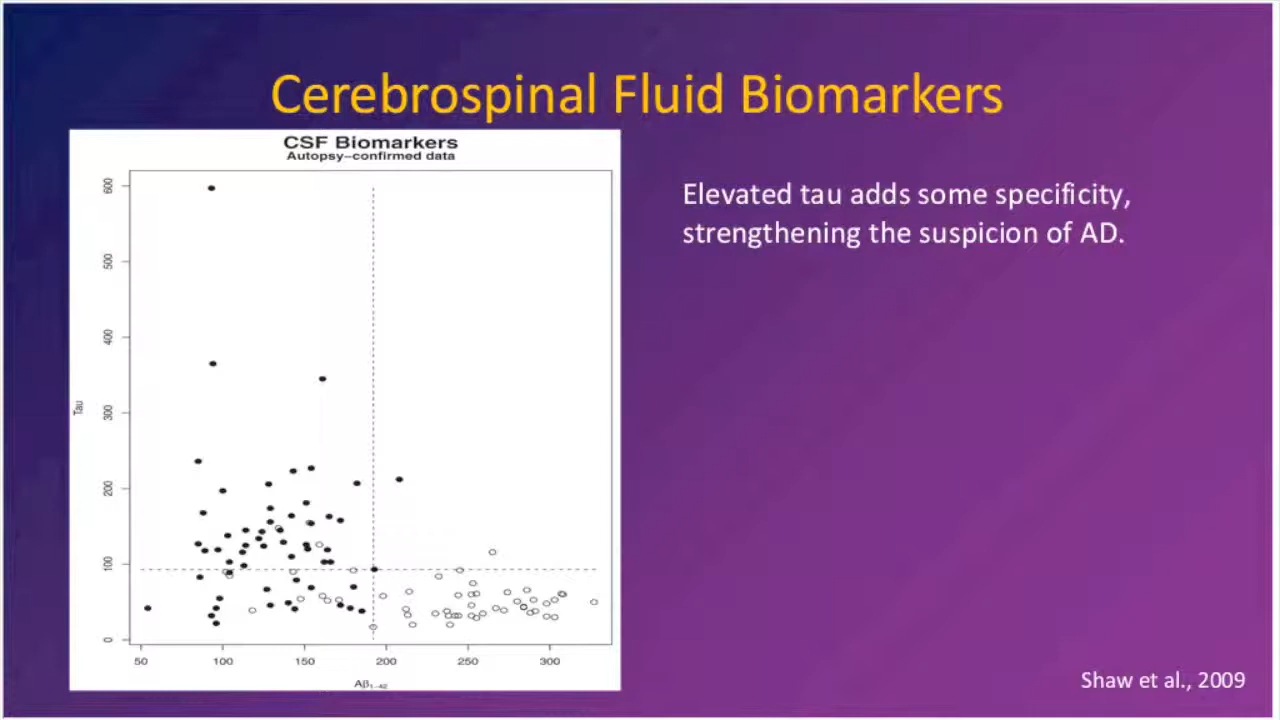 Cerebrospinal Fluid Biomarkers
CSF Biomarkers
Autopsy-confirmed data
Elevated tau adds some specificity,
strengthening the suspicion of AD.
600
500
400
300
200
100
0
Tau
50 100 150 200 250 300
Aβ1-42
Shaw et al., 2009